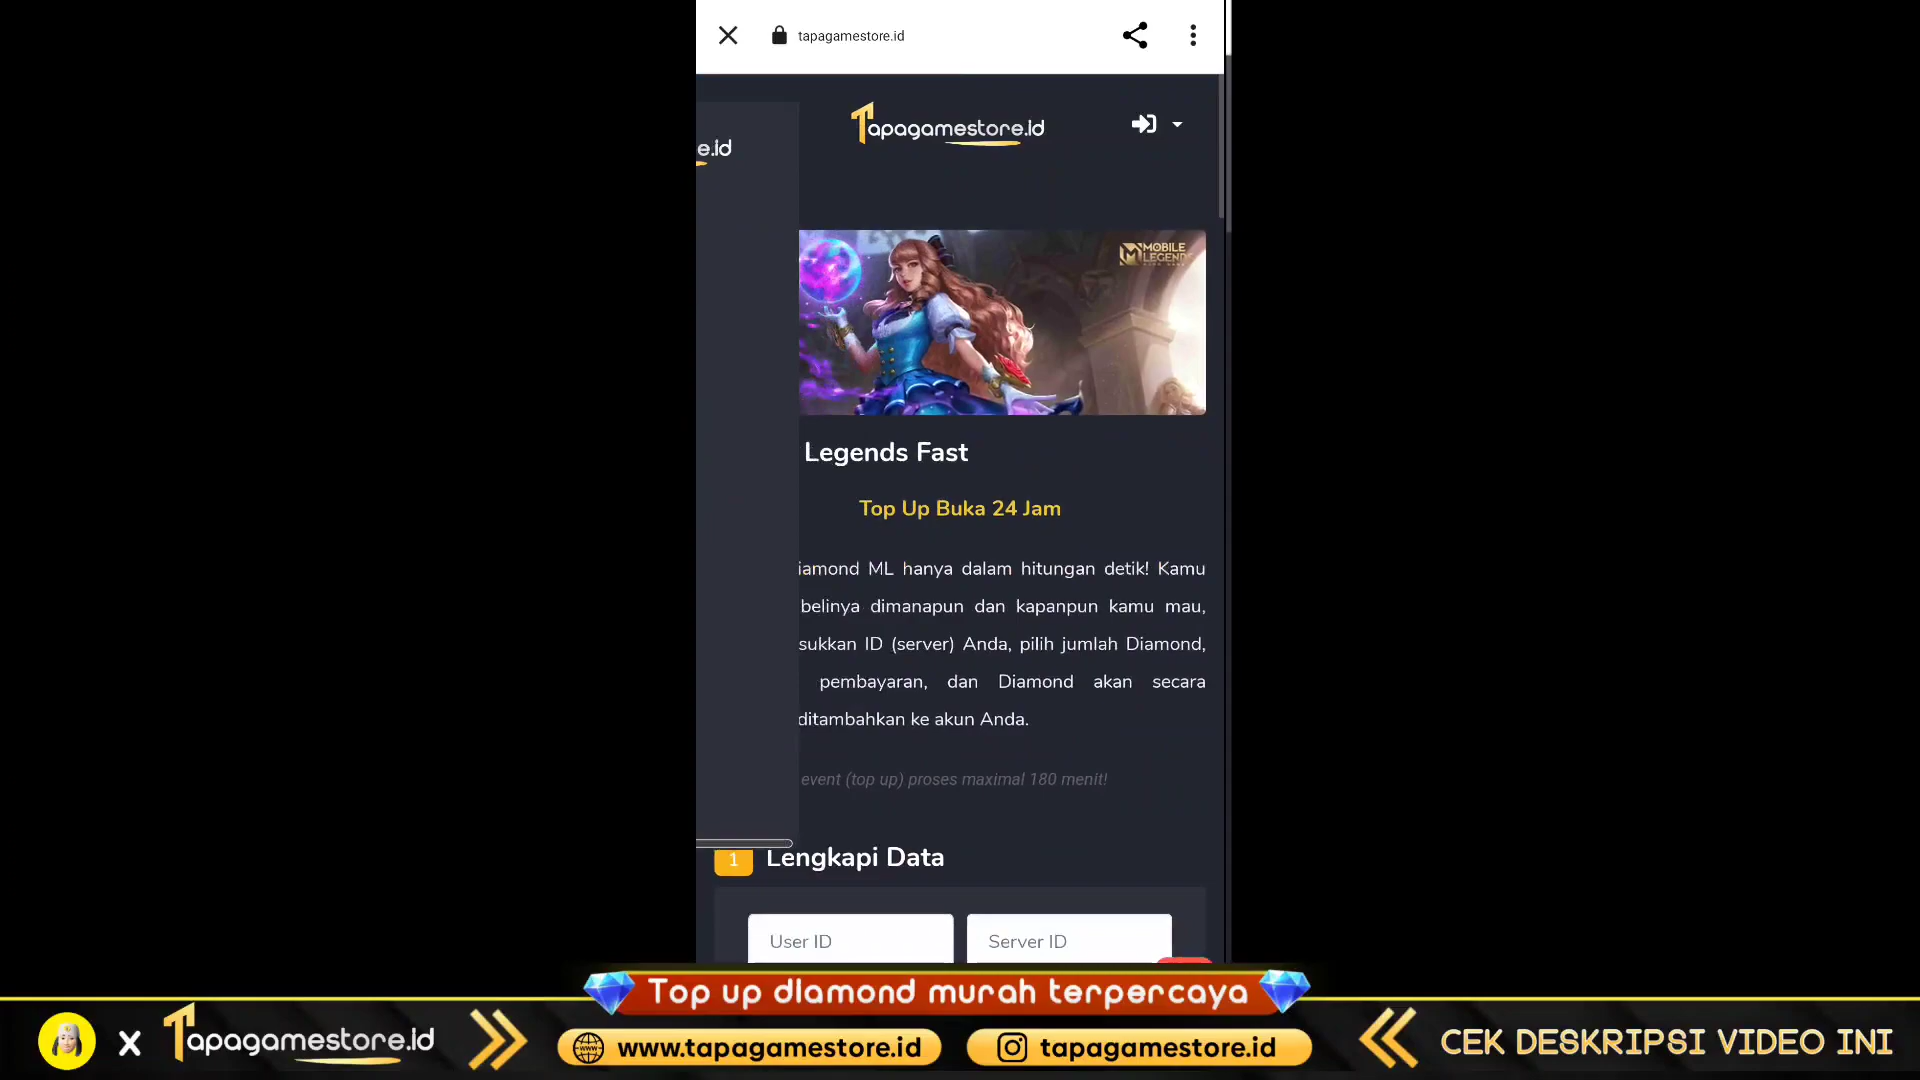 tapagamestore.id
Tapagamestore.id
e.id
MOBILE
LEGENDS
Legends Fast
Top Up Buka 24 Jam
iamond ML hanya dalam hitungan detik! Kamu
belinya dimanapun dan kapanpun kamu mau,
sukkan ID (server) Anda, pilih jumlah Diamond,
pembayaran, dan Diamond akan secara
ditambahkan ke akun Anda.
event (top up) proses maximal 180 menit!
1 Lengkapi Data
User ID Server ID
Top up diamond murah terpercaya
X Tapagamestore.id
www.tapagamestore.id tapagamestore.id
CEK DESKRIPSI VIDEO INI